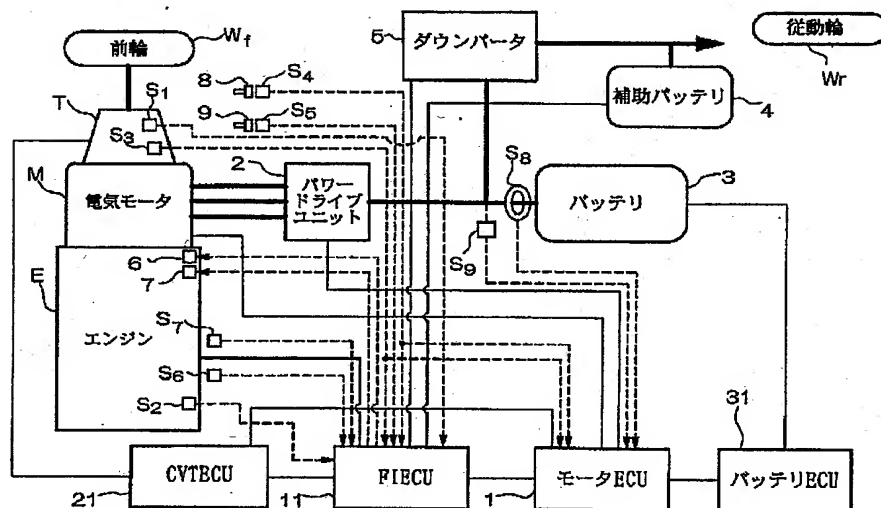 前輪
Wf
5
ダウンバータ
従動輪
Wr
8
S4
9
S5
補助バッテリ
4
T
S1
S3
M
電気モータ
2
パワー
ドライブ
ユニット
S8
バッテリ
3
S9
6
7
E
エンジン
S7
S6
S2
31
CVTECU
21
FIECU
11
モータECU
1
バッテリECU